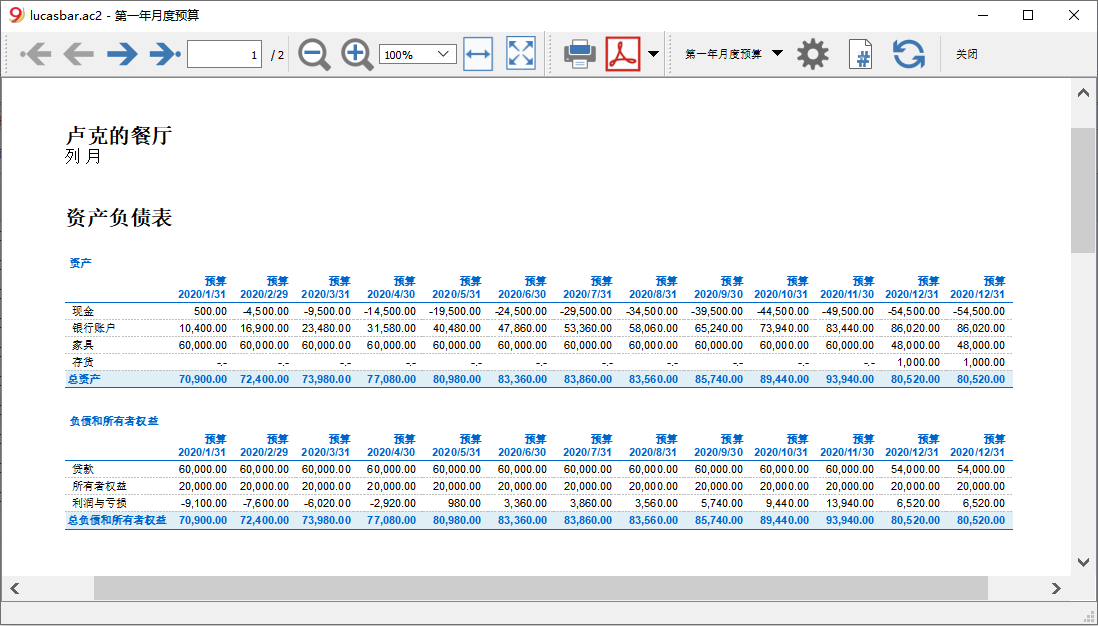 lucasbar.ac2 - 第一年月度预算
1 / 2 100% 第一年月度预算 关闭
卢克的餐厅
列 月
资产负债表
资产
预算 预算 预算 预算 预算 预算 预算 预算 预算 预算 预算 预算 预算
2020/1/31 2020/2/29 2020/3/31 2020/4/30 2020/5/31 2020/6/30 2020/7/31 2020/8/31 2020/9/30 2020/10/31 2020/11/30 2020/12/31 2020/12/31
现金 500.00 -4,500.00 -9,500.00 -14,500.00 -19,500.00 -24,500.00 -29,500.00 -34,500.00 -39,500.00 -44,500.00 -49,500.00 -54,500.00 -54,500.00
银行账户 10,400.00 16,900.00 23,480.00 31,580.00 40,480.00 47,860.00 53,360.00 58,060.00 65,240.00 73,940.00 83,440.00 86,020.00 86,020.00
家具 60,000.00 60,000.00 60,000.00 60,000.00 60,000.00 60,000.00 60,000.00 60,000.00 60,000.00 60,000.00 60,000.00 48,000.00 48,000.00
存货 -.- -.- -.- -.- -.- -.- -.- -.- -.- -.- -.- 1,000.00 1,000.00
总资产 70,900.00 72,400.00 73,980.00 77,080.00 80,980.00 83,360.00 83,860.00 83,560.00 85,740.00 89,440.00 93,940.00 80,520.00 80,520.00
负债和所有者权益
预算 预算 预算 预算 预算 预算 预算 预算 预算 预算 预算 预算 预算
2020/1/31 2020/2/29 2020/3/31 2020/4/30 2020/5/31 2020/6/30 2020/7/31 2020/8/31 2020/9/30 2020/10/31 2020/11/30 2020/12/31 2020/12/31
贷款 60,000.00 60,000.00 60,000.00 60,000.00 60,000.00 60,000.00 60,000.00 60,000.00 60,000.00 60,000.00 60,000.00 54,000.00 54,000.00
所有者权益 20,000.00 20,000.00 20,000.00 20,000.00 20,000.00 20,000.00 20,000.00 20,000.00 20,000.00 20,000.00 20,000.00 20,000.00 20,000.00
利润与亏损 -9,100.00 -7,600.00 -6,020.00 -2,920.00 980.00 3,360.00 3,860.00 3,560.00 5,740.00 9,440.00 13,940.00 6,520.00 6,520.00
总负债和所有者权益 70,900.00 72,400.00 73,980.00 77,080.00 80,980.00 83,360.00 83,860.00 83,560.00 85,740.00 89,440.00 93,940.00 80,520.00 80,520.00